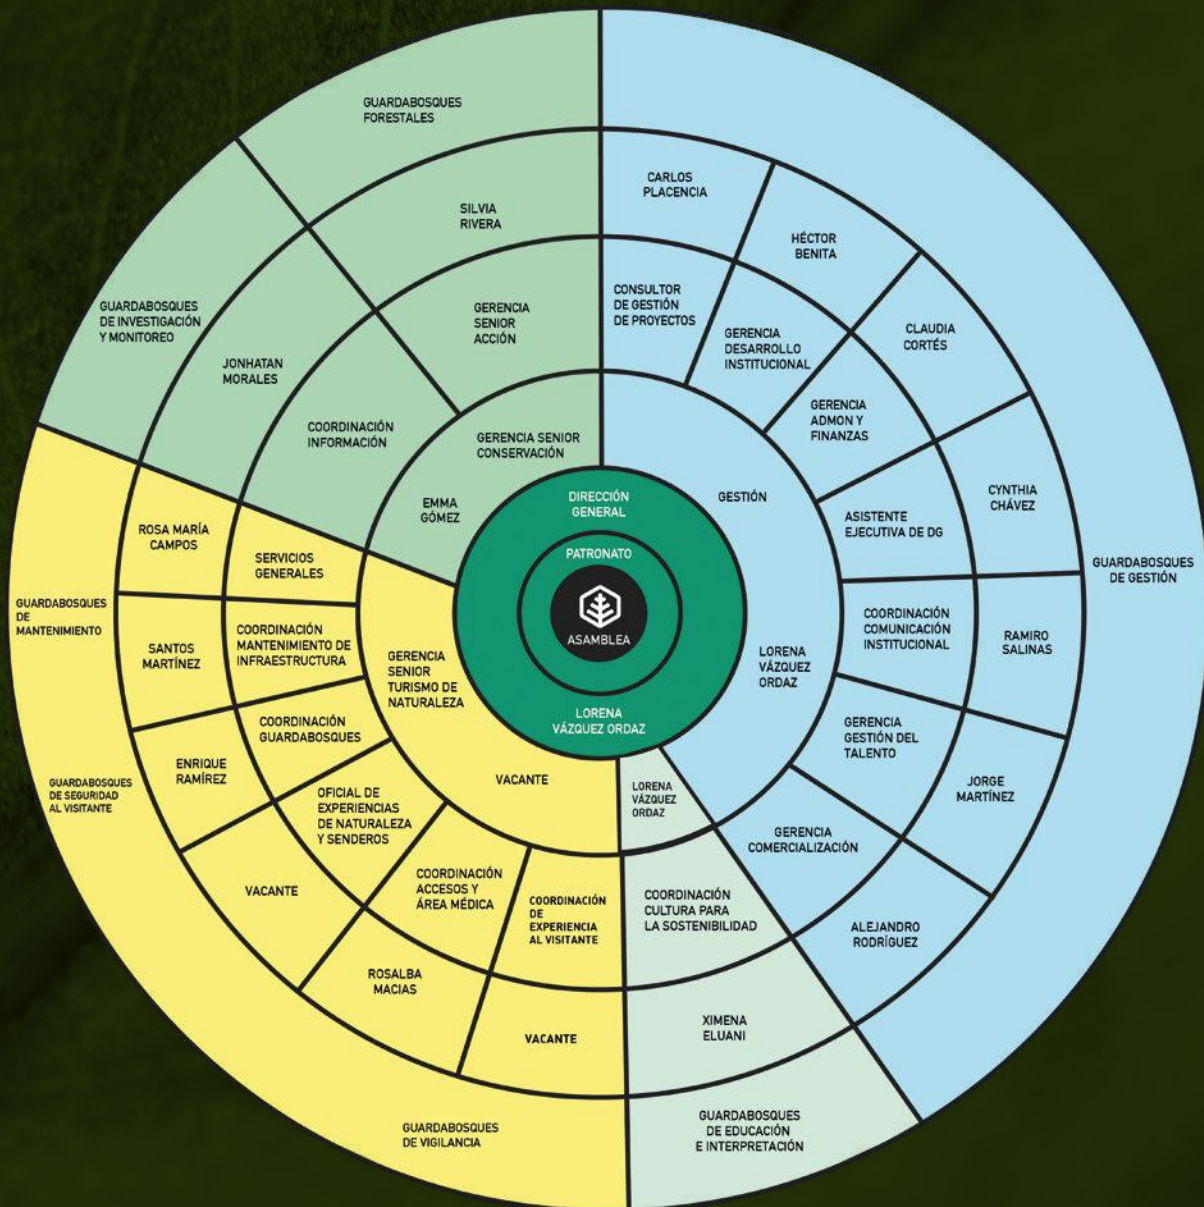 GUARDABOSQUES
FORESTALES
SILVIA
RIVERA
GERENCIA
SENIOR
ACCIÓN
GUARDABOSQUES
DE INVESTIGACIÓN
Y MONITOREO
JONHATAN
MORALES
COORDINACIÓN
INFORMACIÓN
GERENCIA SENIOR
CONSERVACIÓN
EMMA
GÓMEZ
CARLOS
PLACENCIA
HÉCTOR
BENITA
CLAUDIA
CORTÉS
CYNTHIA
CHÁVEZ
RAMIRO
SALINAS
JORGE
MARTÍNEZ
ALEJANDRO
RODRÍGUEZ
CONSULTOR
DE GESTIÓN
DE PROYECTOS
GERENCIA
DESARROLLO
INSTITUCIONAL
GERENCIA
ADMON Y
FINANZAS
ASISTENTE
EJECUTIVA DE DG
COORDINACIÓN
COMUNICACIÓN
INSTITUCIONAL
GERENCIA
GESTIÓN DEL
TALENTO
GERENCIA
COMERCIALIZACIÓN
GESTIÓN
LORENA
VÁZQUEZ
ORDAZ
GUARDABOSQUES
DE GESTIÓN
DIRECCIÓN
GENERAL
PATRONATO
ASAMBLEA
LORENA
VÁZQUEZ ORDAZ
ROSA MARÍA
CAMPOS
SERVICIOS
GENERALES
GUARDABOSQUES
DE
MANTENIMIENTO
SANTOS
MARTÍNEZ
COORDINACIÓN
MANTENIMIENTO DE
INFRAESTRUCTURA
GERENCIA
SENIOR
TURISMO DE
NATURALEZA
VACANTE
COORDINACIÓN
GUARDABOSQUES
ENRIQUE
RAMÍREZ
GUARDABOSQUES
DE SEGURIDAD
AL VISITANTE
OFICIAL DE
EXPERIENCIAS
DE NATURALEZA
Y SENDEROS
VACANTE
COORDINACIÓN
ACCESOS Y
ÁREA MÉDICA
ROSALBA
MACIAS
COORDINACIÓN
DE
EXPERIENCIA
AL VISITANTE
VACANTE
GUARDABOSQUES
DE VIGILANCIA
LORENA
VÁZQUEZ
ORDAZ
COORDINACIÓN
CULTURA PARA
LA SOSTENIBILIDAD
XIMENA
ELUANI
GUARDABOSQUES
DE EDUCACIÓN
E INTERPRETACIÓN